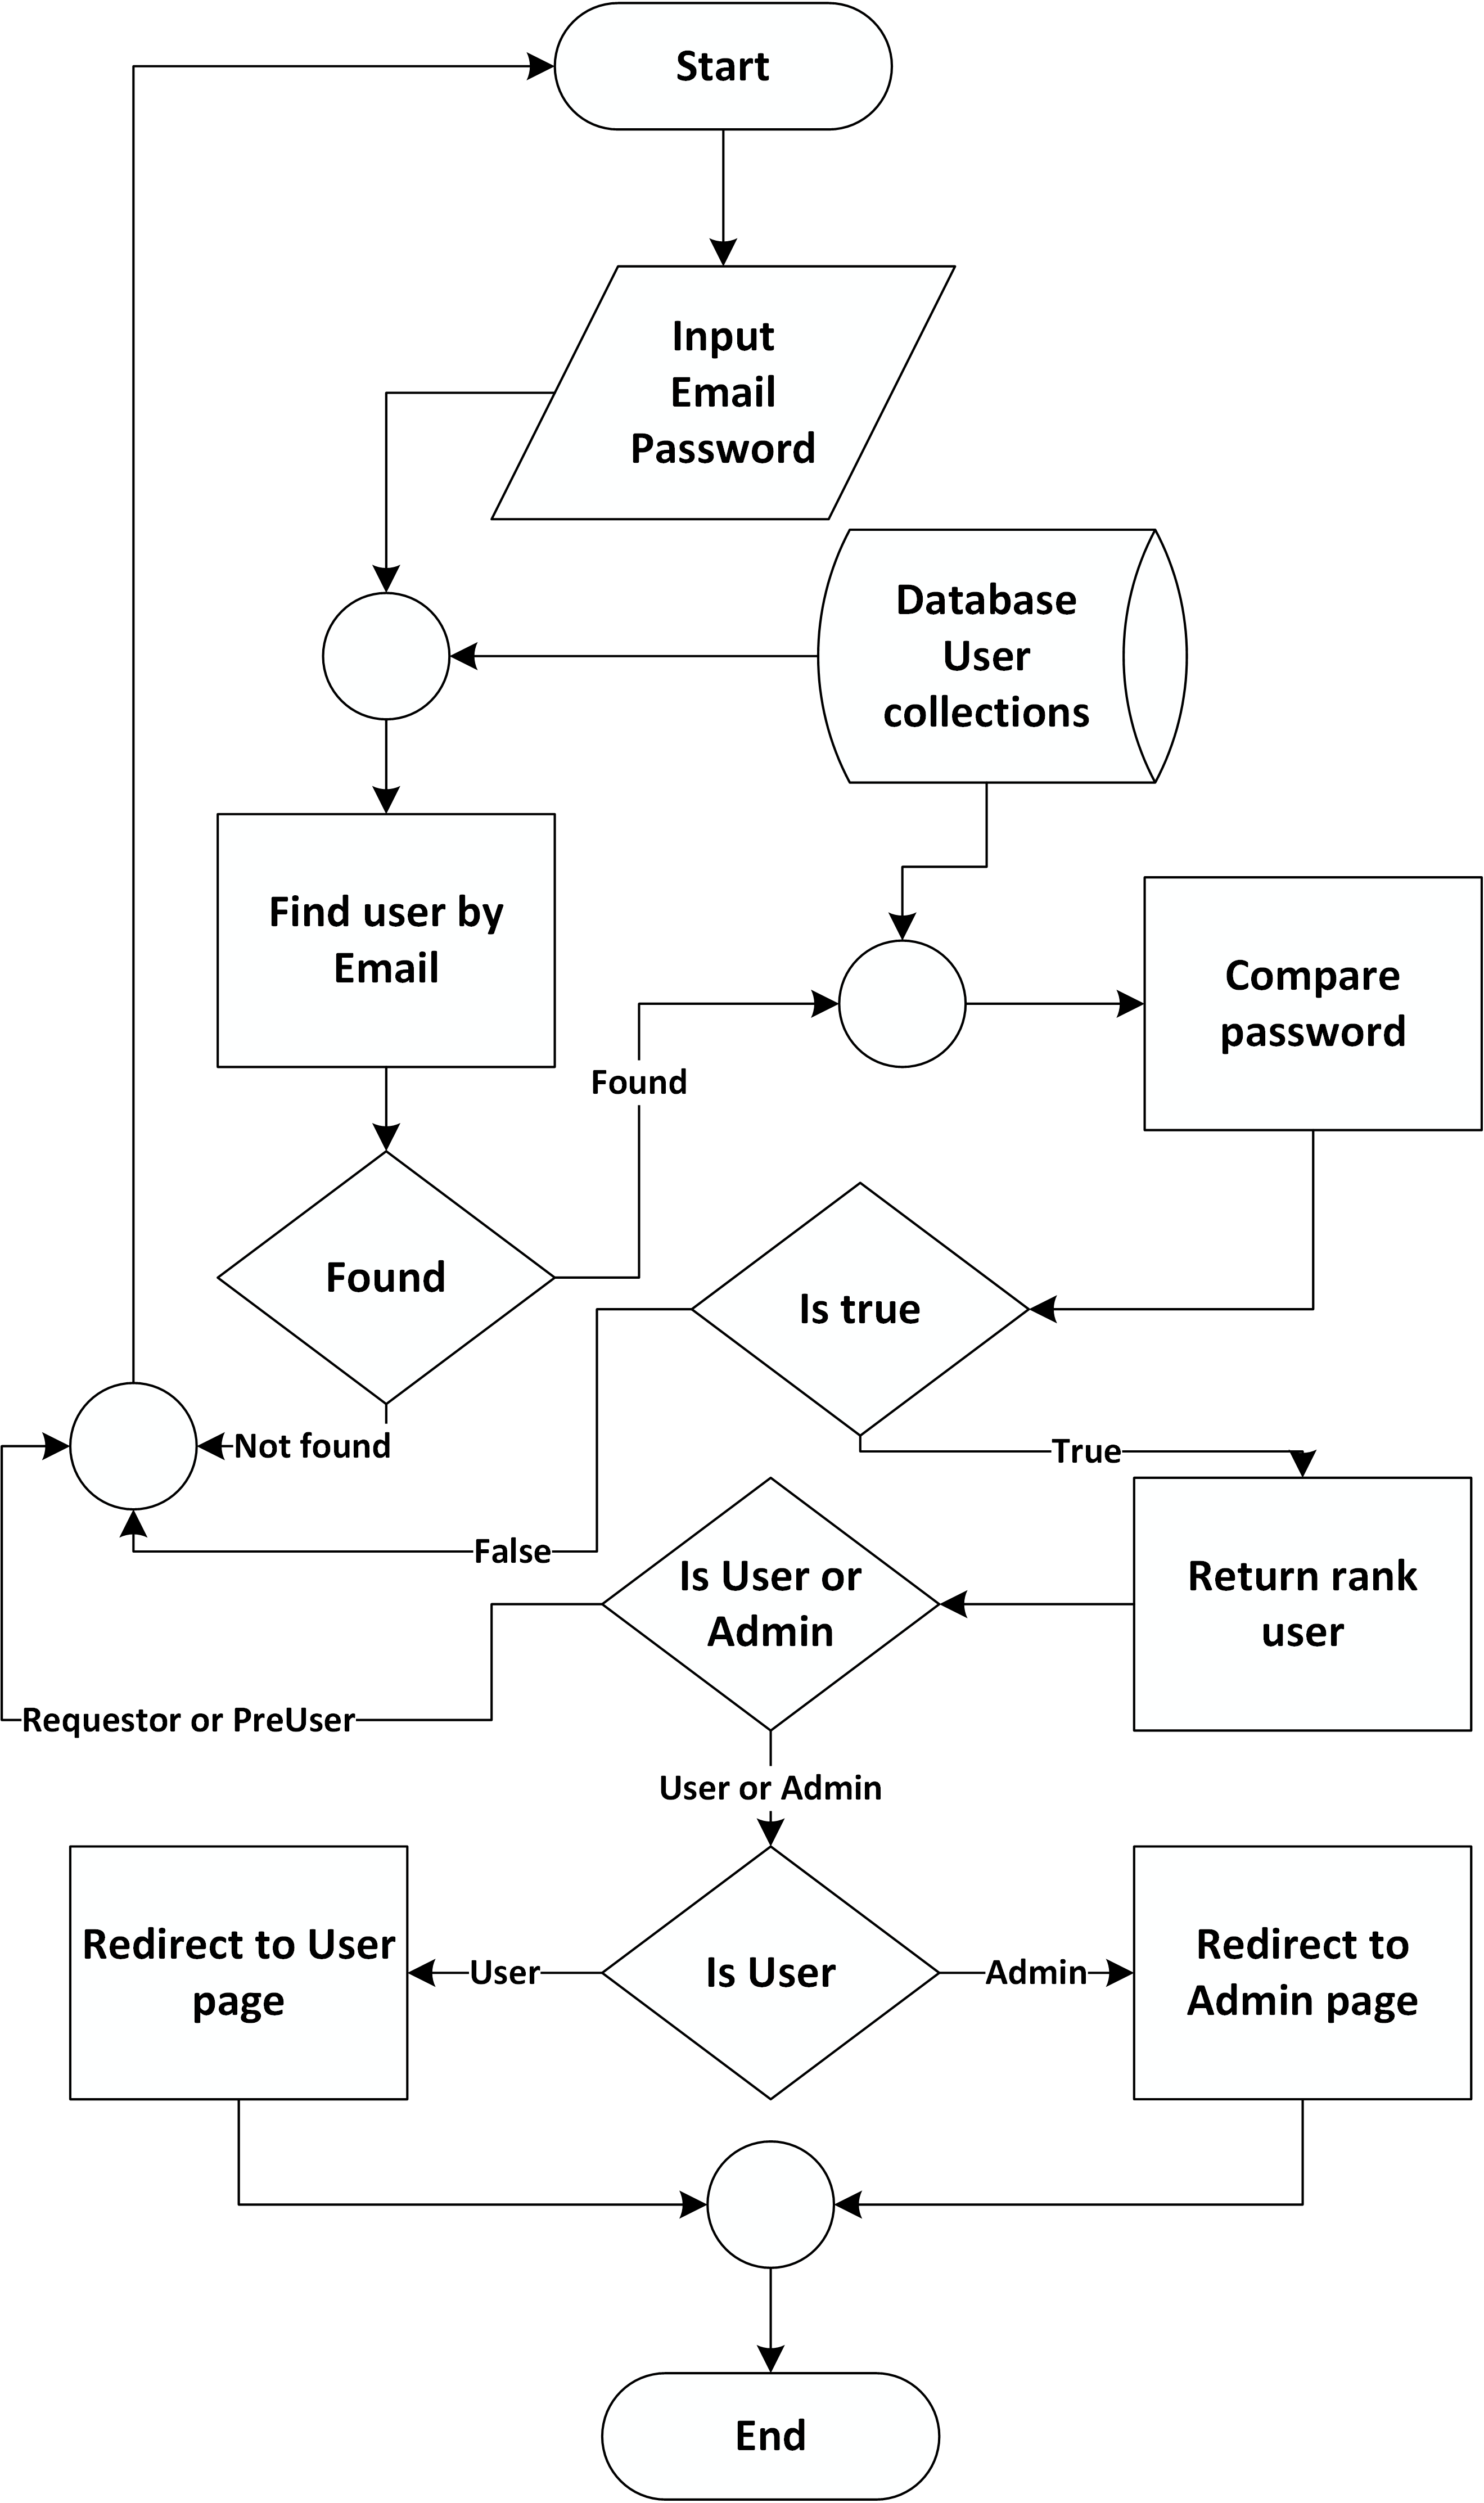 Start
Input
Email
Password
Database
User
collections
Find user by
Email
Compare
password
Found
Found
Is true
Not found
True
False
Is User or
Admin
Return rank
user
Requestor or PreUser
User or Admin
Redirect to User
page
User
Is User
Admin
Redirect to
Admin page
End